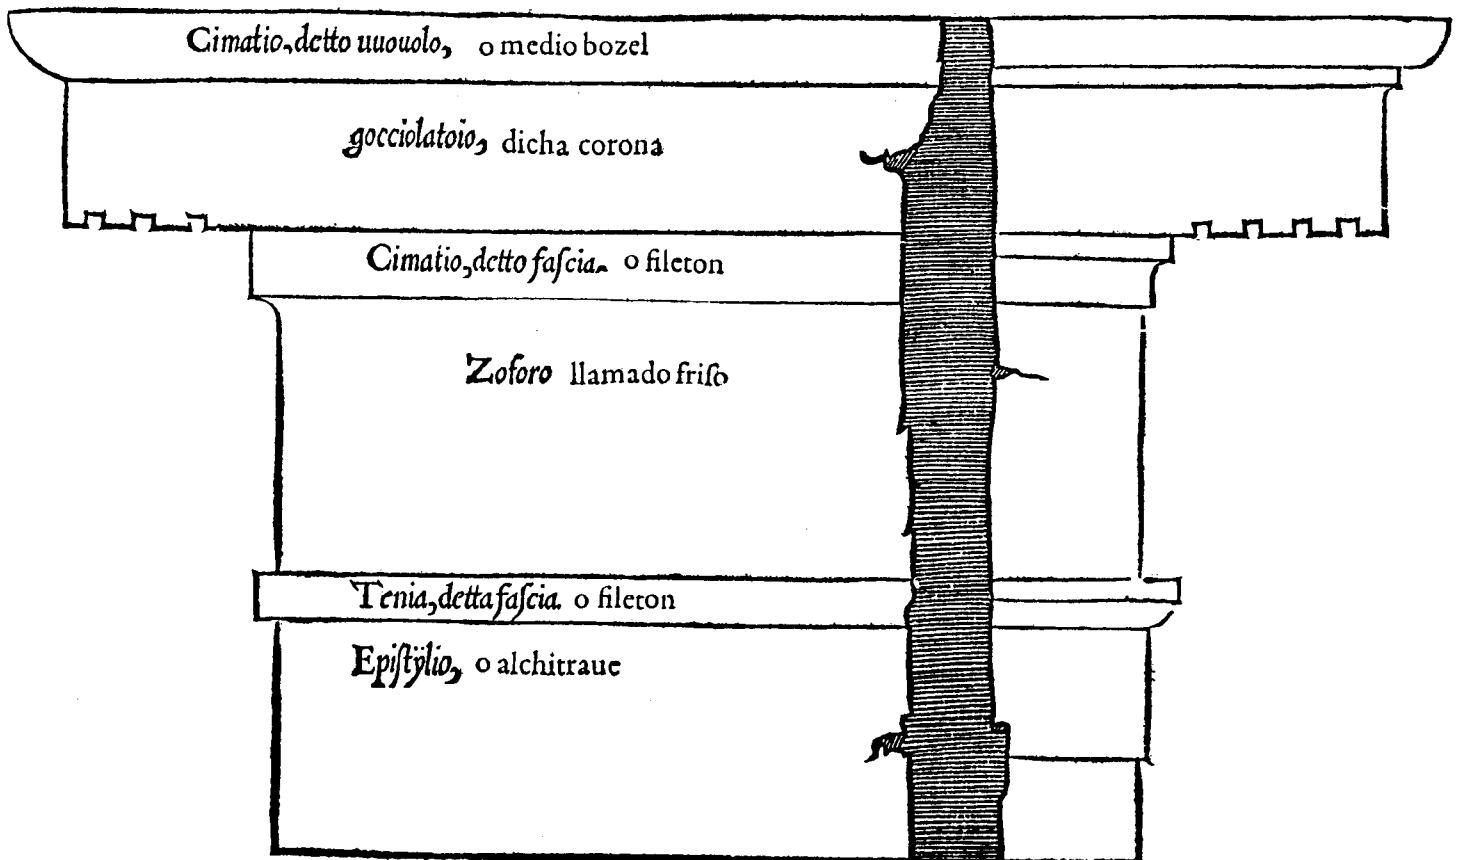 Cimatio, detto uuouolo, o medio bozel
gocciolatoio, dicha corona
Cimatio, detto faſcia. o fileton
Zoforo llamado friſo
Tenia, detta faſcia. o fileton
Epiſtÿlio, o alchitraue